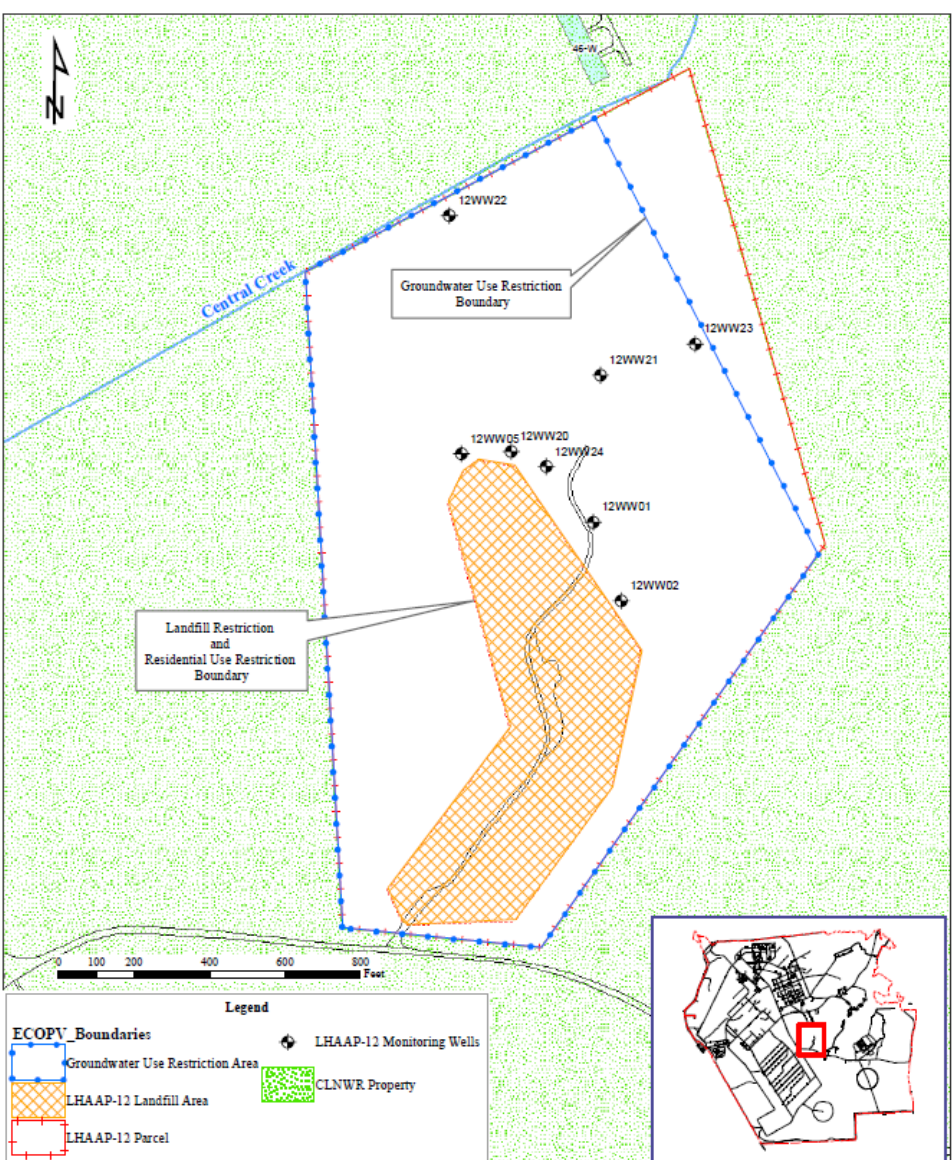 46-W
N
12WW22
Central Creek
Groundwater Use Restriction
Boundary
12WW23
12WW21
12WW05
12WW20
12WW24
12WW01
12WW02
Landfill Restriction
and
Residential Use Restriction
Boundary
0 100 200 400 600 800
Feet
Legend
ECOPV_Boundaries
Groundwater Use Restriction Area
LHAAP-12 Landfill Area
LHAAP-12 Parcel
LHAAP-12 Monitoring Wells
CLNWR Property